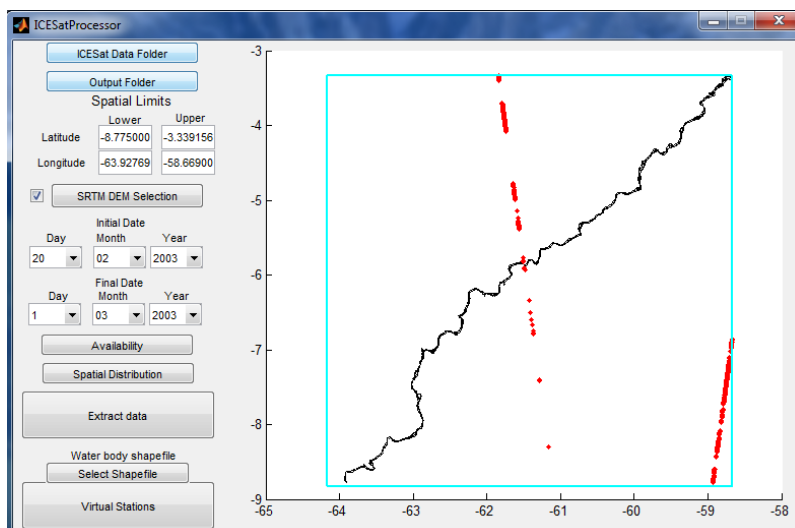 ICESatProcessor
ICESat Data Folder
Output Folder
Spatial Limits
Lower Upper
Latitude -8.775000 -3.339156
Longitude -63.92769 -58.66900
SRTM DEM Selection
Initial Date
Day Month Year
20 02 2003
Final Date
Day Month Year
1 03 2003
Availability
Spatial Distribution
Extract data
Water body shapefile
Select Shapefile
Virtual Stations
-3
-4
-5
-6
-7
-8
-9
-65 -64 -63 -62 -61 -60 -59 -58